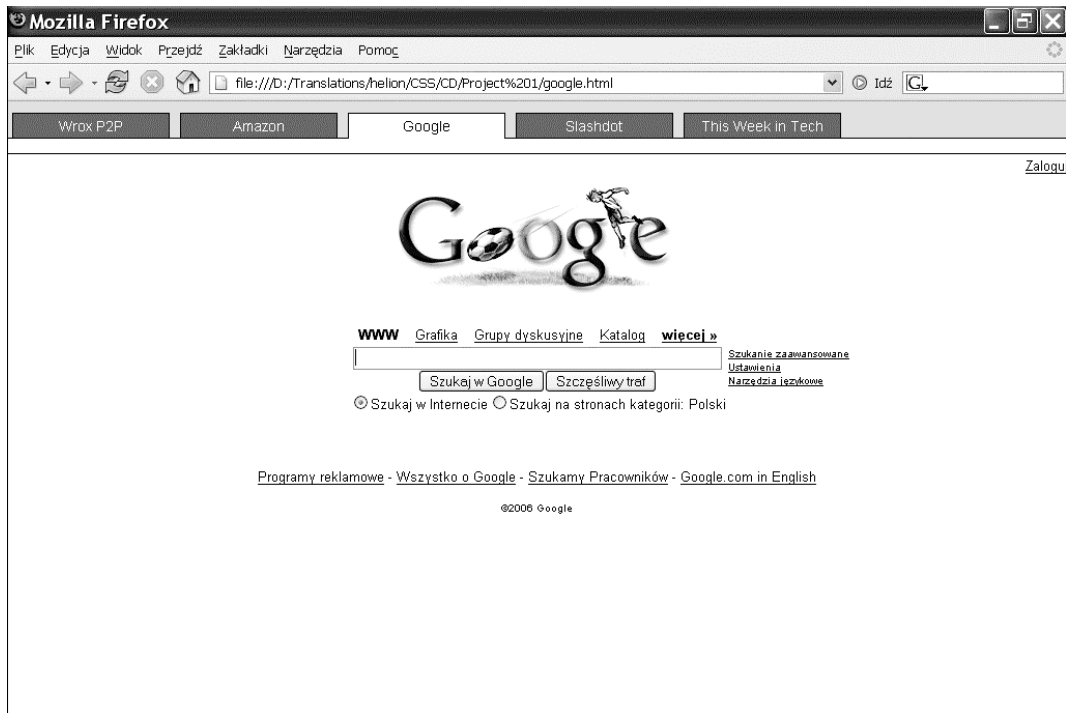 Mozilla Firefox
Plik Edycja Widok Przejdź Zakładki Narzędzia Pomoc
file:///D:/Translations/helion/CSS/CD/Project%201/google.html Idź G
Wrox P2P Amazon Google Slashdot This Week in Tech
Zalogu
Google
WWW Grafika Grupy dyskusyjne Katalog więcej »
Szukanie zaawansowane
Ustawienia
Szukaj w Google Szczęśliwy traf Narzędzia językowe
Szukaj w Internecie Szukaj na stronach kategorii: Polski
Programy reklamowe - Wszystko o Google - Szukamy Pracowników - Google.com in English
©2006 Google